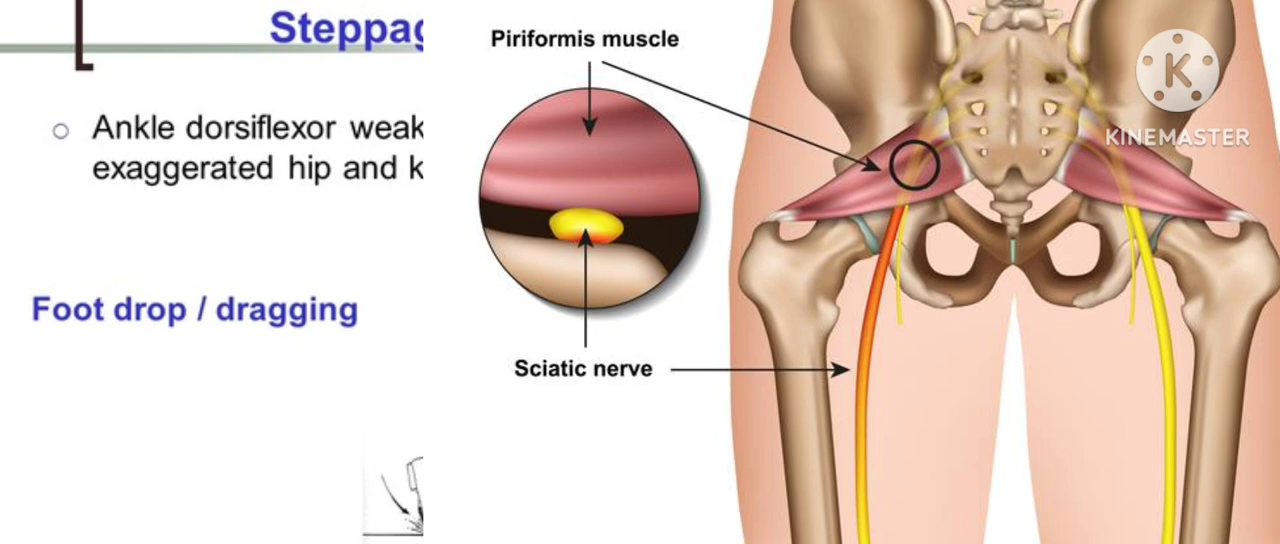 Steppag
Ankle dorsiflexor weak
exaggerated hip and k
Foot drop / dragging
Piriformis muscle
Sciatic nerve
K
KINEMASTER